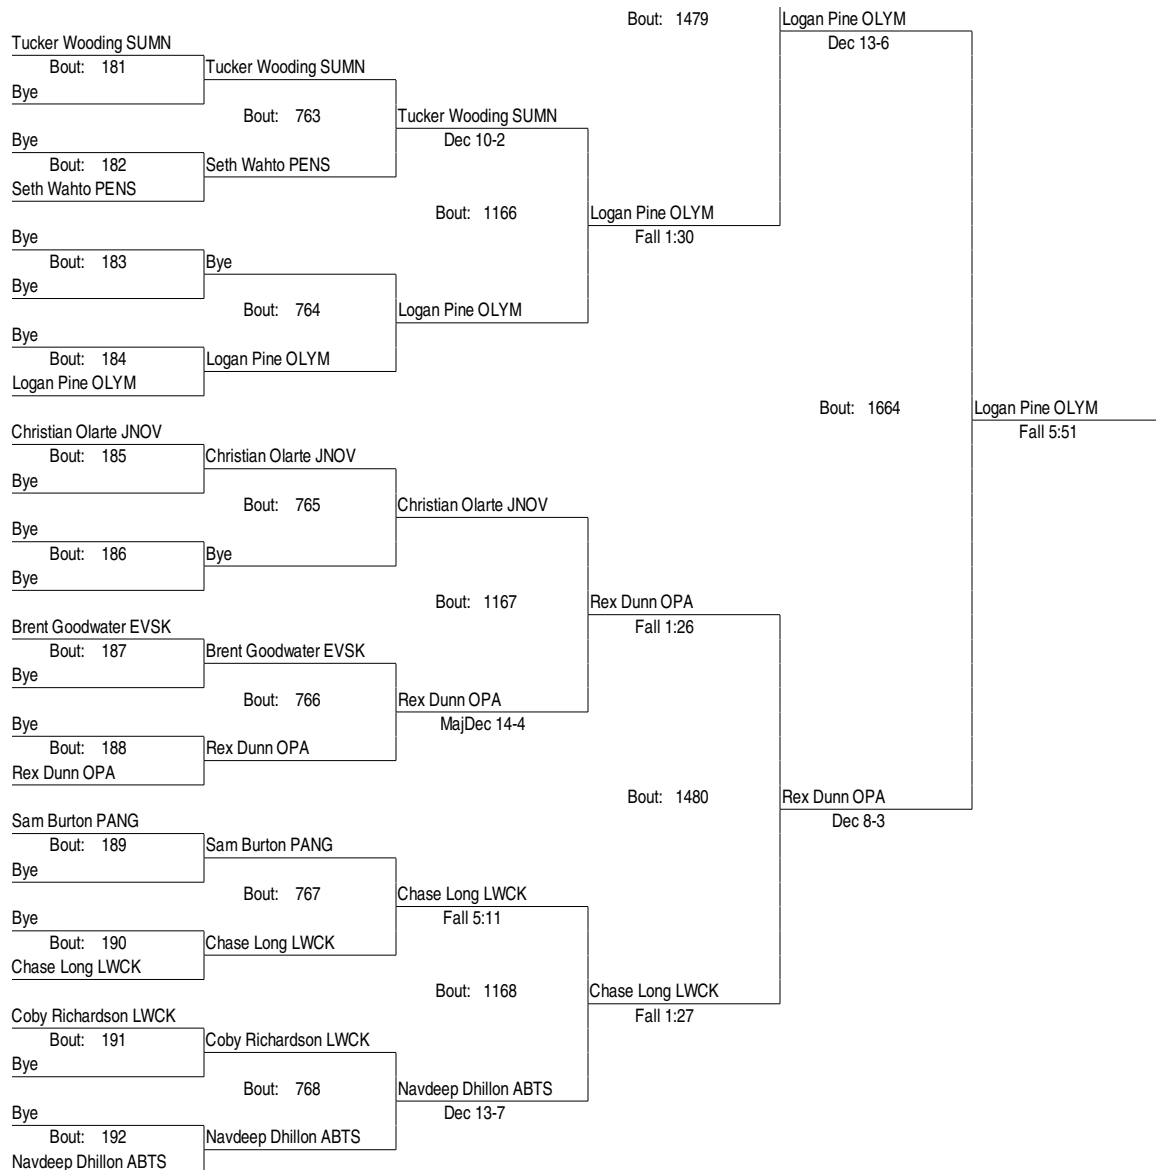 Bout: 1479
Logan Pine OLYM
Dec 13-6
Tucker Wooding SUMN
Bout: 181
Tucker Wooding SUMN
Bye
Bout: 763
Tucker Wooding SUMN
Dec 10-2
Bye
Bout: 182
Seth Wahto PENS
Seth Wahto PENS
Bout: 1166
Logan Pine OLYM
Fall 1:30
Bye
Bout: 183
Bye
Bye
Bout: 764
Logan Pine OLYM
Bye
Bout: 184
Logan Pine OLYM
Logan Pine OLYM
Bout: 1664
Logan Pine OLYM
Fall 5:51
Christian Olarte JNOV
Bout: 185
Christian Olarte JNOV
Bye
Bout: 765
Christian Olarte JNOV
Bye
Bout: 186
Bye
Bye
Bout: 1167
Rex Dunn OPA
Fall 1:26
Brent Goodwater EVSK
Bout: 187
Brent Goodwater EVSK
Bye
Bout: 766
Rex Dunn OPA
MajDec 14-4
Bye
Bout: 188
Rex Dunn OPA
Rex Dunn OPA
Bout: 1480
Rex Dunn OPA
Dec 8-3
Sam Burton PANG
Bout: 189
Sam Burton PANG
Bye
Bout: 767
Chase Long LWCK
Fall 5:11
Bye
Bout: 190
Chase Long LWCK
Chase Long LWCK
Bout: 1168
Chase Long LWCK
Fall 1:27
Coby Richardson LWCK
Bout: 191
Coby Richardson LWCK
Bye
Bout: 768
Navdeep Dhillon ABTS
Dec 13-7
Bye
Bout: 192
Navdeep Dhillon ABTS
Navdeep Dhillon ABTS